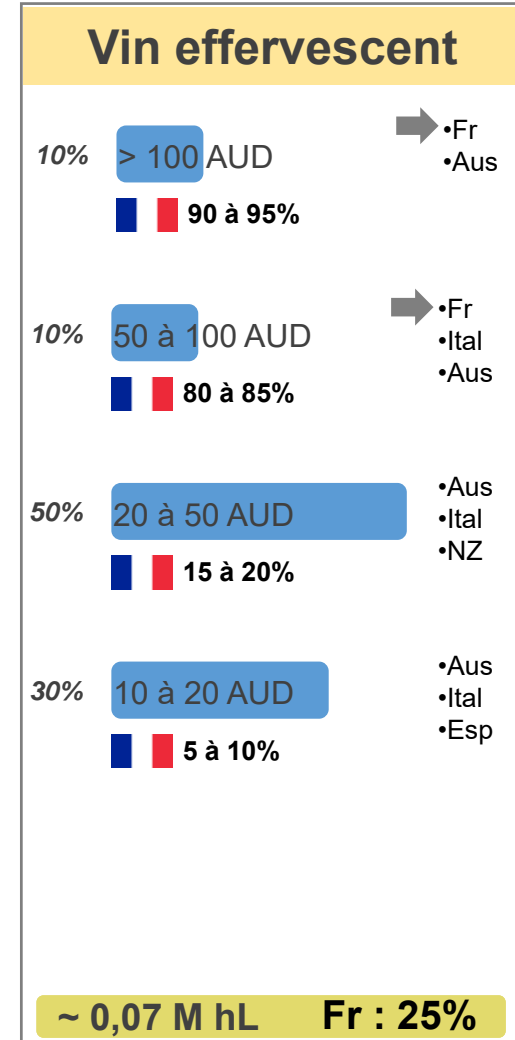 Vin effervescent
10% > 100 AUD
•Fr
•Aus
90 à 95%
10% 50 à 100 AUD
•Fr
•Ital
•Aus
80 à 85%
50% 20 à 50 AUD
•Aus
•Ital
•NZ
15 à 20%
30% 10 à 20 AUD
•Aus
•Ital
•Esp
5 à 10%
~ 0,07 M hL Fr : 25%